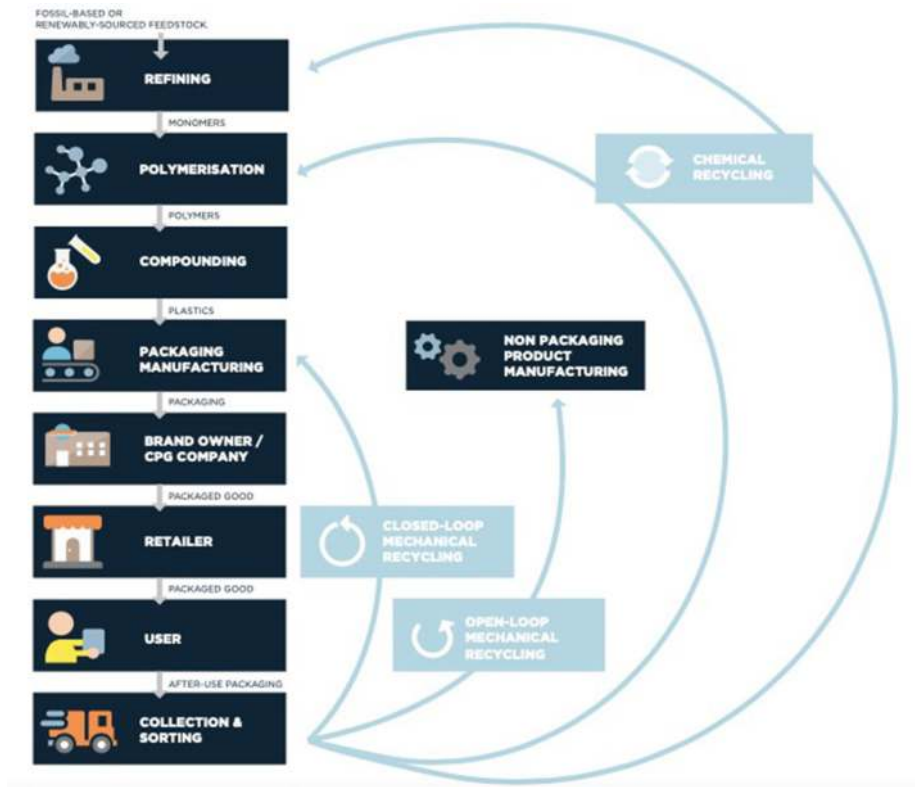 FOSSIL-BASED OR
RENEWABLY-SOURCED FEEDSTOCK
REFINING
MONOMERS
POLYMERISATION
POLYMERS
COMPOUNDING
PLASTICS
PACKAGING
MANUFACTURING
PACKAGING
BRAND OWNER /
CPG COMPANY
PACKAGED GOOD
RETAILER
PACKAGED GOOD
USER
AFTER-USE PACKAGING
COLLECTION &
SORTING
CHEMICAL
RECYCLING
NON PACKAGING
PRODUCT
MANUFACTURING
CLOSED-LOOP
MECHANICAL
RECYCLING
OPEN-LOOP
MECHANICAL
RECYCLING